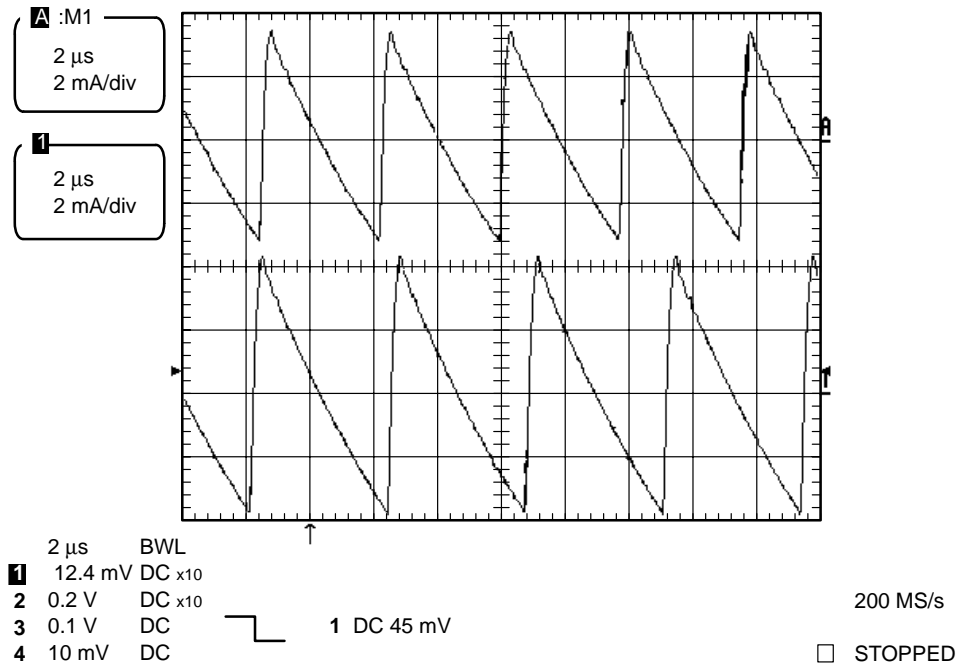 A :M1
2 μs
2 mA/div
1
2 μs
2 mA/div
A
2 μs BWL
1 12.4 mV DC x10
2 0.2 V DC x10
3 0.1 V DC
4 10 mV DC
1 DC 45 mV
200 MS/s
STOPPED